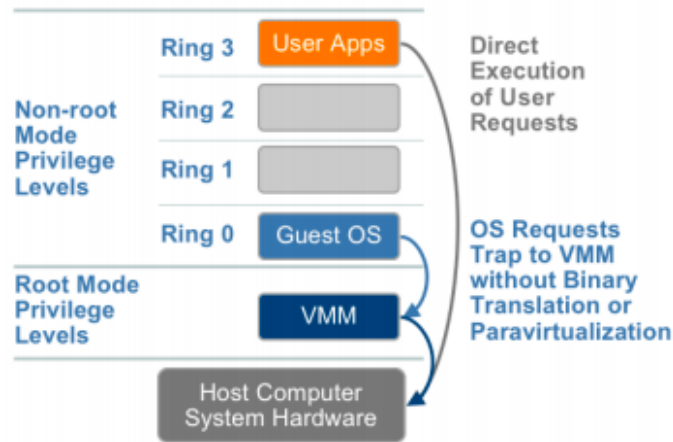 Ring 3
User Apps
Direct
Execution
of User
Requests
Non-root
Mode
Privilege
Levels
Ring 2
Ring 1
Ring 0
Guest OS
OS Requests
Trap to VMM
without Binary
Translation or
Paravirtualization
Root Mode
Privilege
Levels
VMM
Host Computer
System Hardware